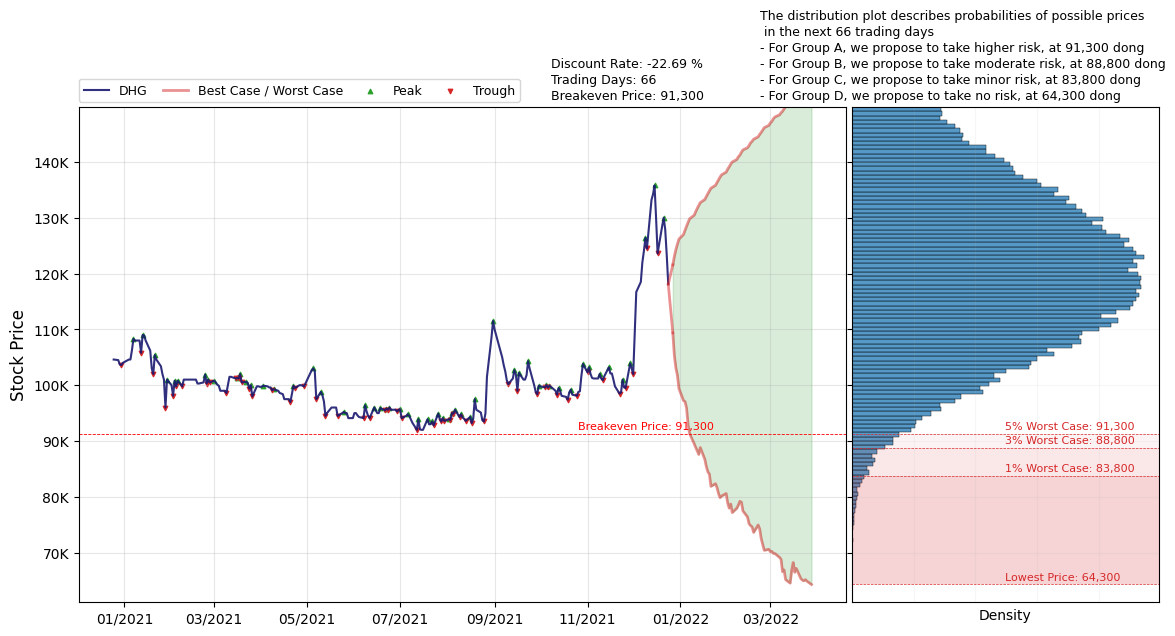 The distribution plot describes probabilities of possible prices
in the next 66 trading days
- For Group A, we propose to take higher risk, at 91,300 dong
- For Group B, we propose to take moderate risk, at 88,800 dong
- For Group C, we propose to take minor risk, at 83,800 dong
- For Group D, we propose to take no risk, at 64,300 dong
Discount Rate: -22.69 %
Trading Days: 66
Breakeven Price: 91,300
DHG
Best Case / Worst Case
Peak
Trough
Stock Price
140K
130K
120K
110K
100K
90K
80K
70K
Breakeven Price: 91,300
01/2021
03/2021
05/2021
07/2021
09/2021
11/2021
01/2022
03/2022
5% Worst Case: 91,300
3% Worst Case: 88,800
1% Worst Case: 83,800
Lowest Price: 64,300
Density